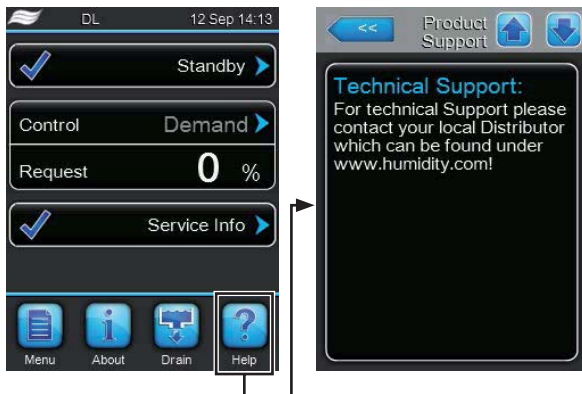 DL 12 Sep 14:13
Standby
Control Demand
Request 0 %
Service Info
Menu About Drain Help
<< Product
Support
Technical Support:
For technical Support please
contact your local Distributor
which can be found under
www.humidity.com!